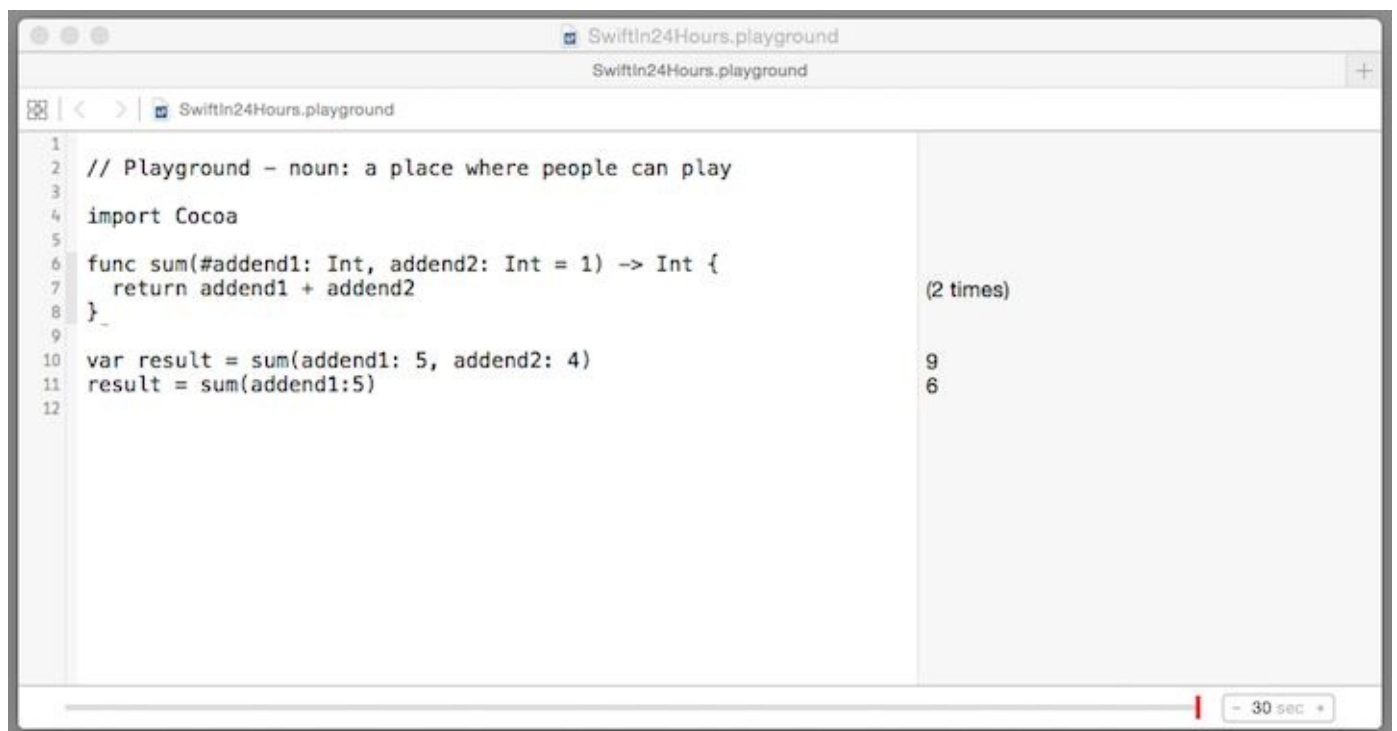 SwiftIn24Hours.playground
SwiftIn24Hours.playground
+
< > SwiftIn24Hours.playground
1
2 // Playground – noun: a place where people can play
3
4 import Cocoa
5
6 func sum(#addend1: Int, addend2: Int = 1) -> Int {
7 return addend1 + addend2 (2 times)
8 }
9
10 var result = sum(addend1: 5, addend2: 4) 9
11 result = sum(addend1:5) 6
12
- 30 sec +